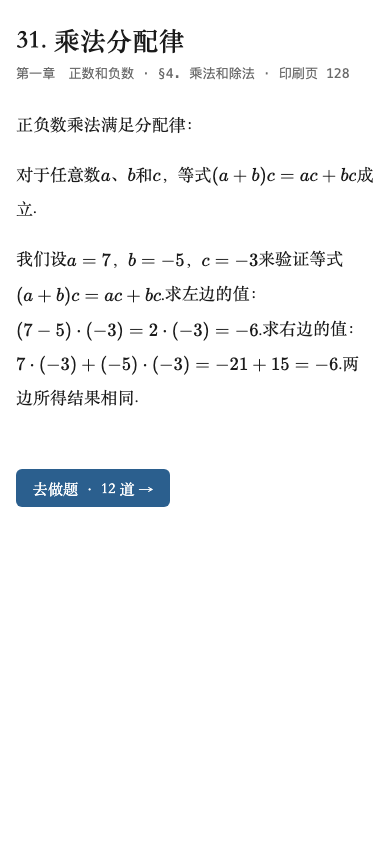 31. 乘法分配律
第一章 正数和负数 · §4. 乘法和除法 · 印刷页 128
正负数乘法满足分配律：
对于任意数a、b和c，等式(a + b)c = ac + bc成
立.
我们设a = 7，b = −5，c = −3来验证等式
(a + b)c = ac + bc.求左边的值：
(7 − 5) · (−3) = 2 · (−3) = −6.求右边的值：
7 · (−3) + (−5) · (−3) = −21 + 15 = −6.两
边所得结果相同.
去做题 · 12 道 →